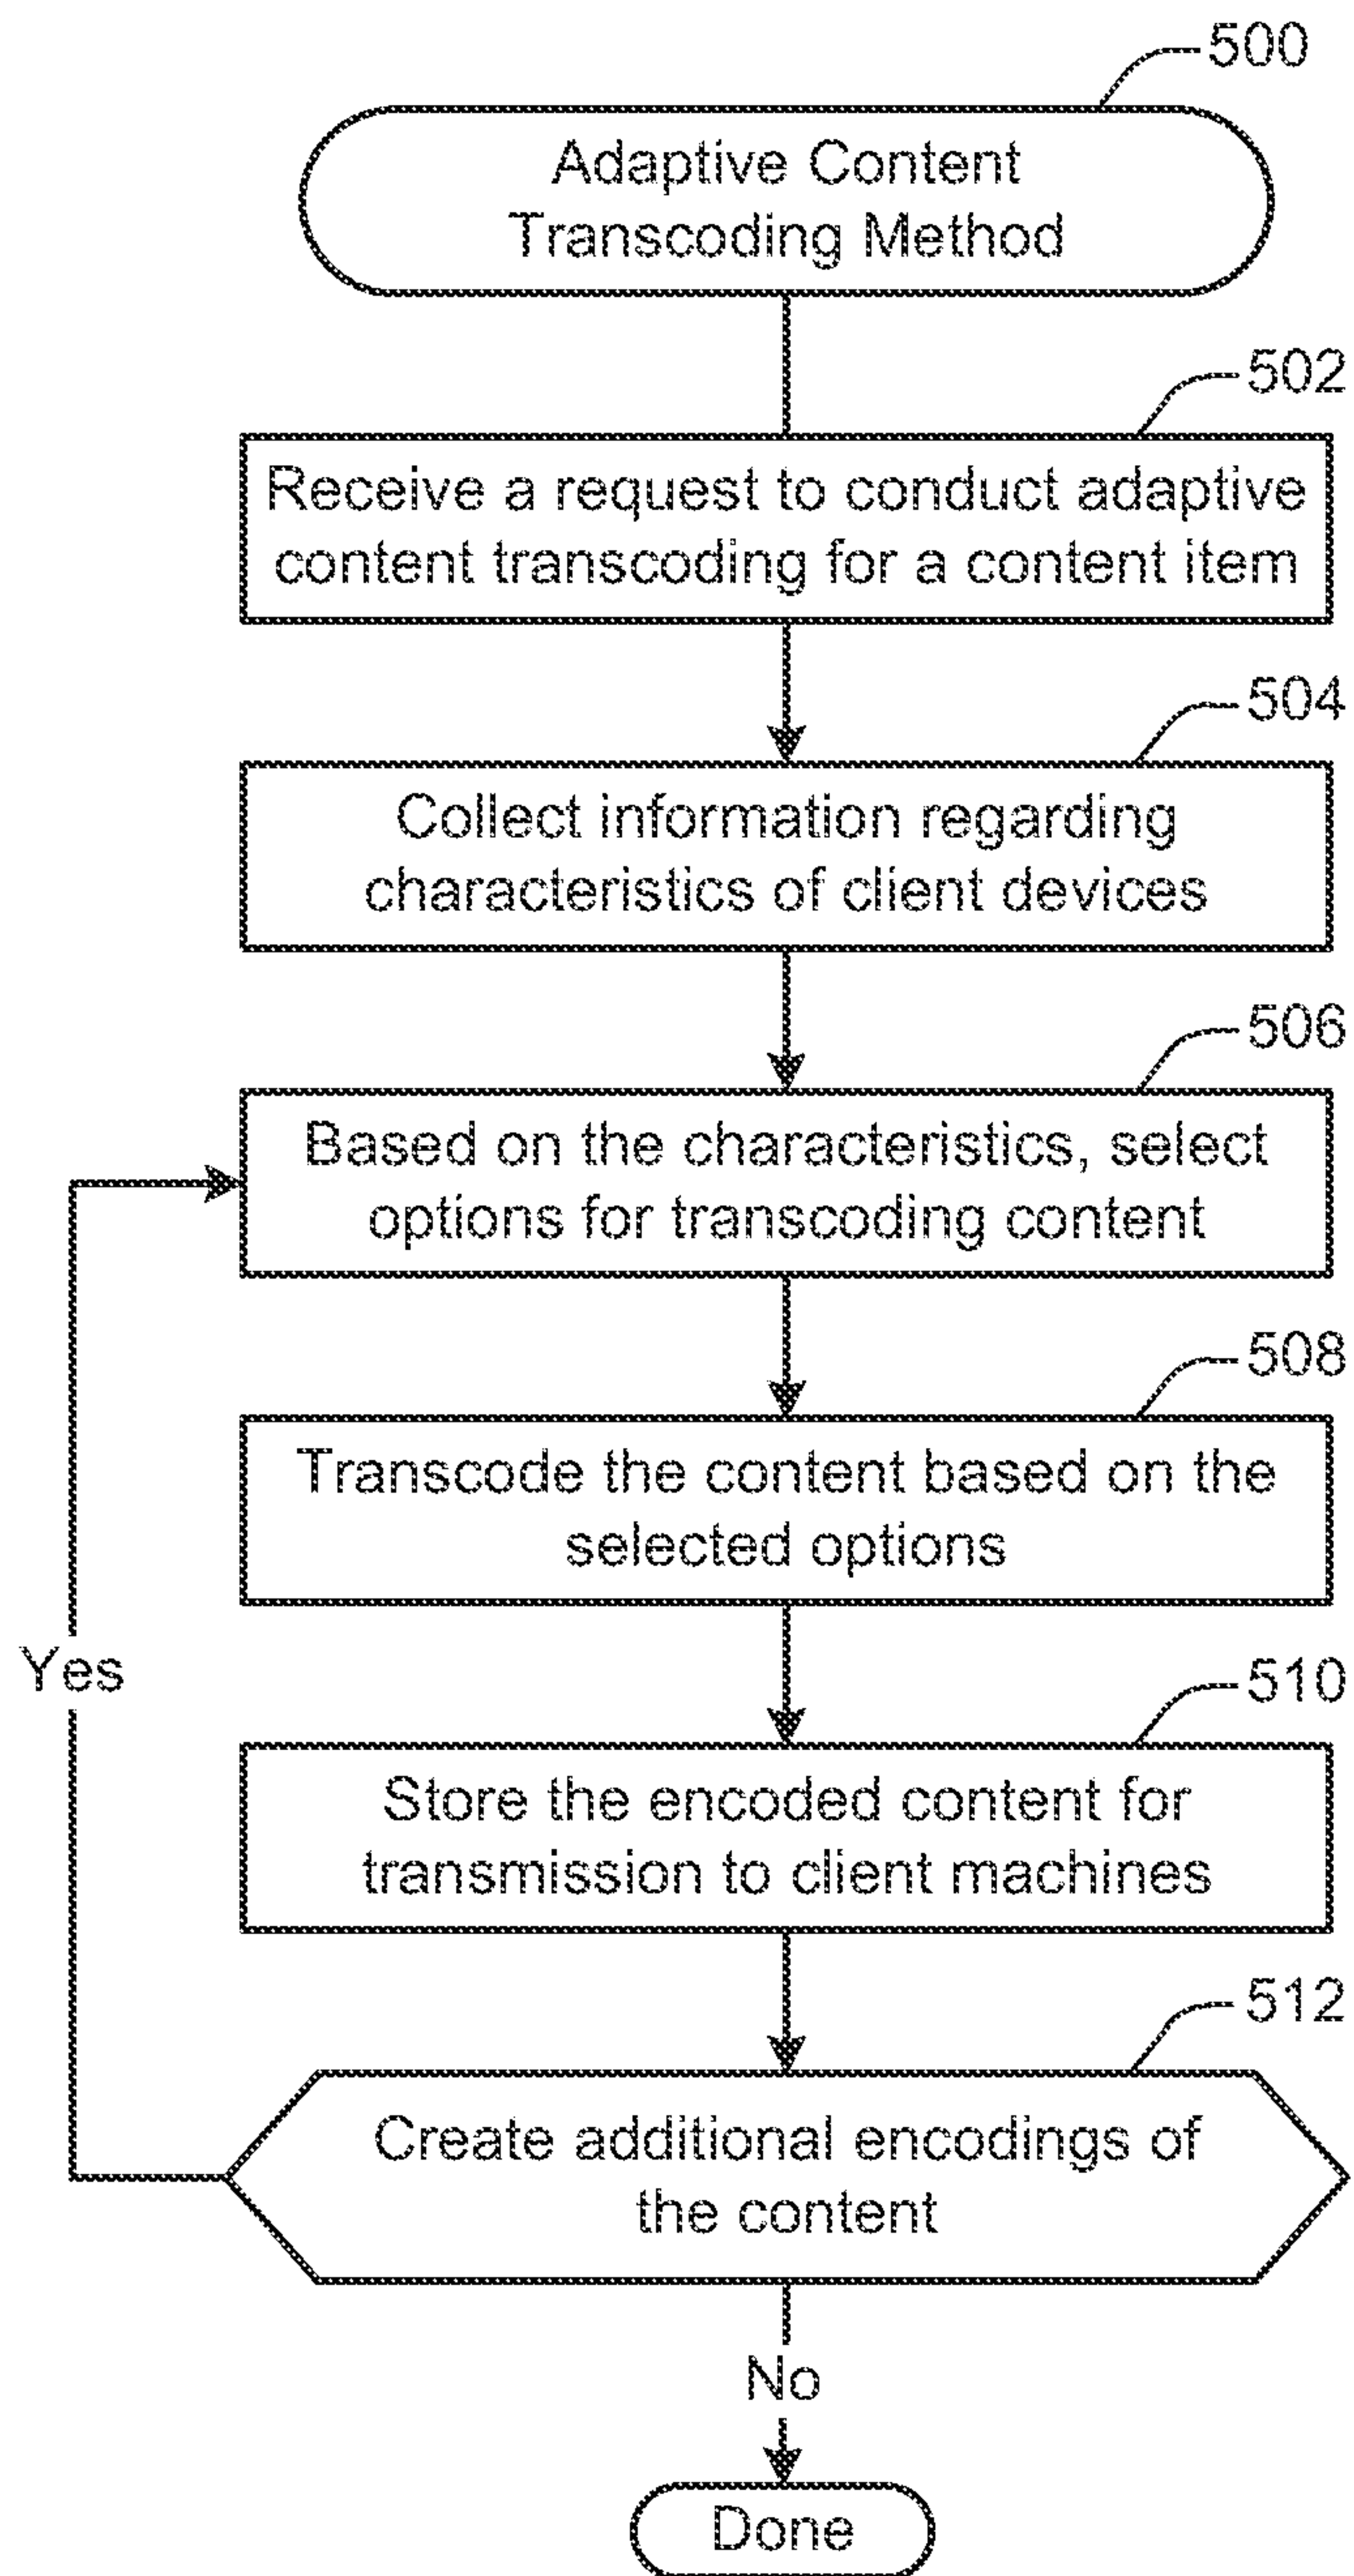 500
Adaptive Content
Transcoding Method
502
Receive a request to conduct adaptive
content transcoding for a content item
504
Collect information regarding
characteristics of client devices
506
Based on the characteristics, select
options for transcoding content
508
Transcode the content based on the
selected options
Yes
510
Store the encoded content for
transmission to client machines
512
Create additional encodings of
the content
No
Done